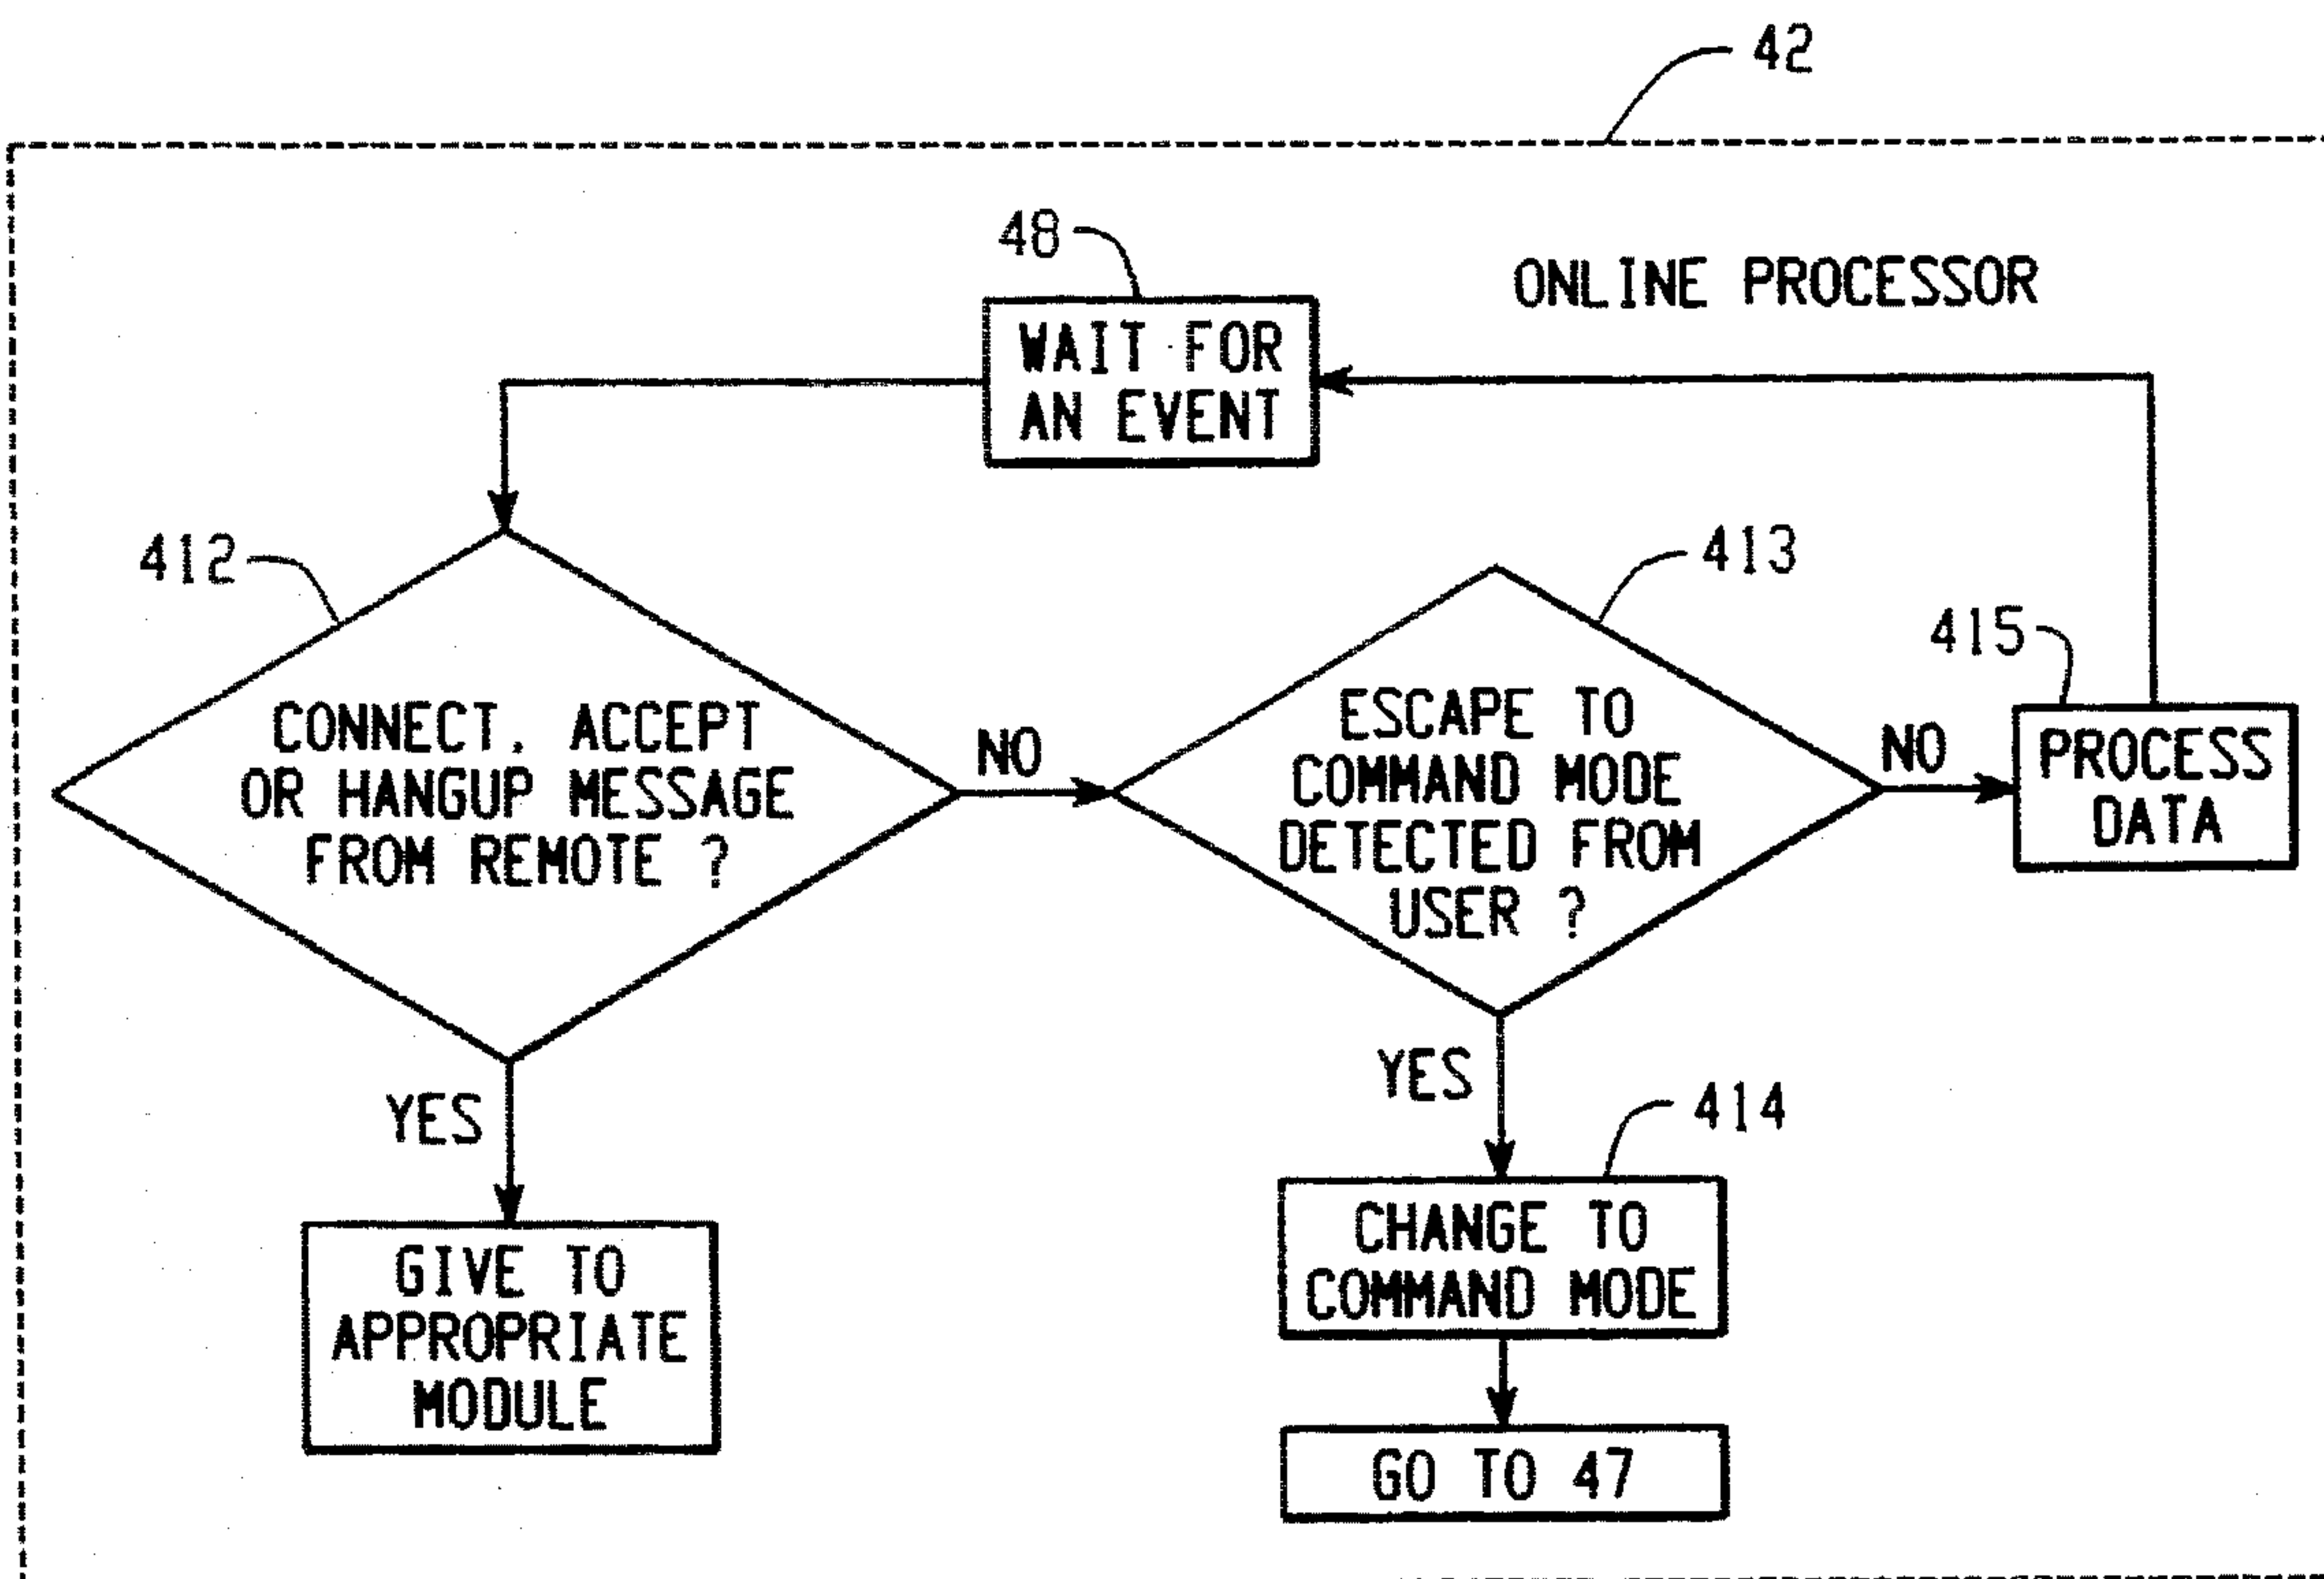 42
48
ONLINE PROCESSOR
WAIT FOR
AN EVENT
412
413
415
CONNECT, ACCEPT
OR HANGUP MESSAGE
FROM REMOTE ?
NO
ESCAPE TO
COMMAND MODE
DETECTED FROM
USER ?
NO
PROCESS
DATA
YES
YES
414
GIVE TO
APPROPRIATE
MODULE
CHANGE TO
COMMAND MODE
GO TO 47